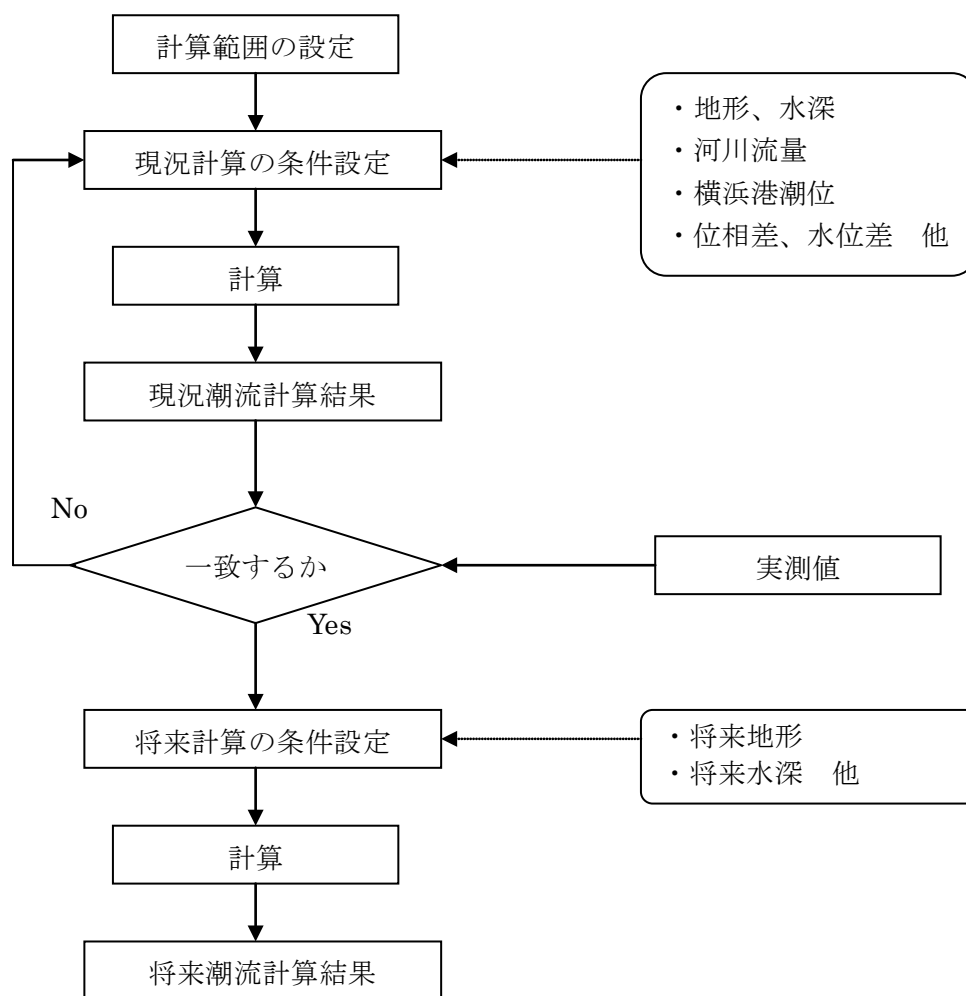 計算範囲の設定
現況計算の条件設定
・地形、水深
・河川流量
・横浜港潮位
・位相差、水位差　他
計算
現況潮流計算結果
No
一致するか
実測値
Yes
将来計算の条件設定
・将来地形
・将来水深　他
計算
将来潮流計算結果